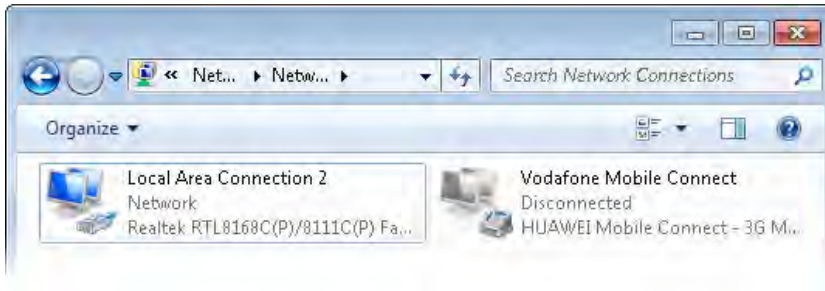 « Net... ▸ Netw... ▸
Search Network Connections
Organize
Local Area Connection 2
Network
Realtek RTL8168C(P)/8111C(P) Fa...
Vodafone Mobile Connect
Disconnected
HUAWEI Mobile Connect - 3G M...